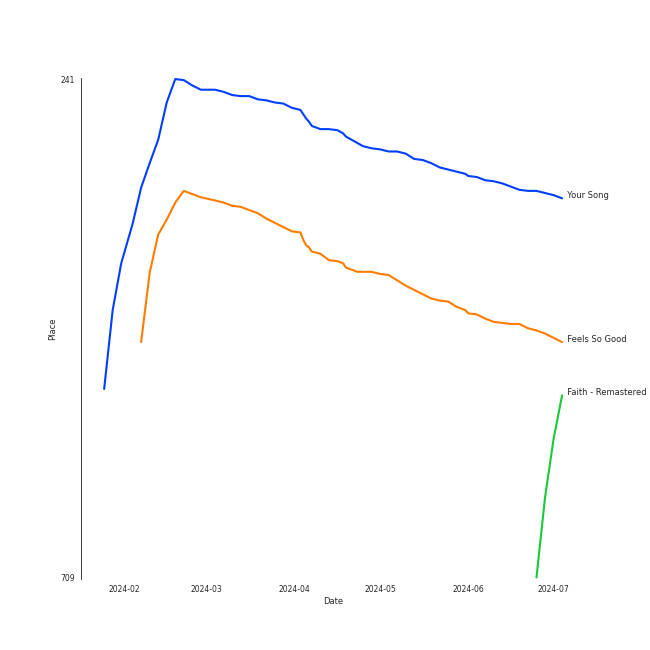 241
Your Song
Place
Feels So Good
Faith - Remastered
709
2024-02 2024-03 2024-04 2024-05 2024-06 2024-07
Date